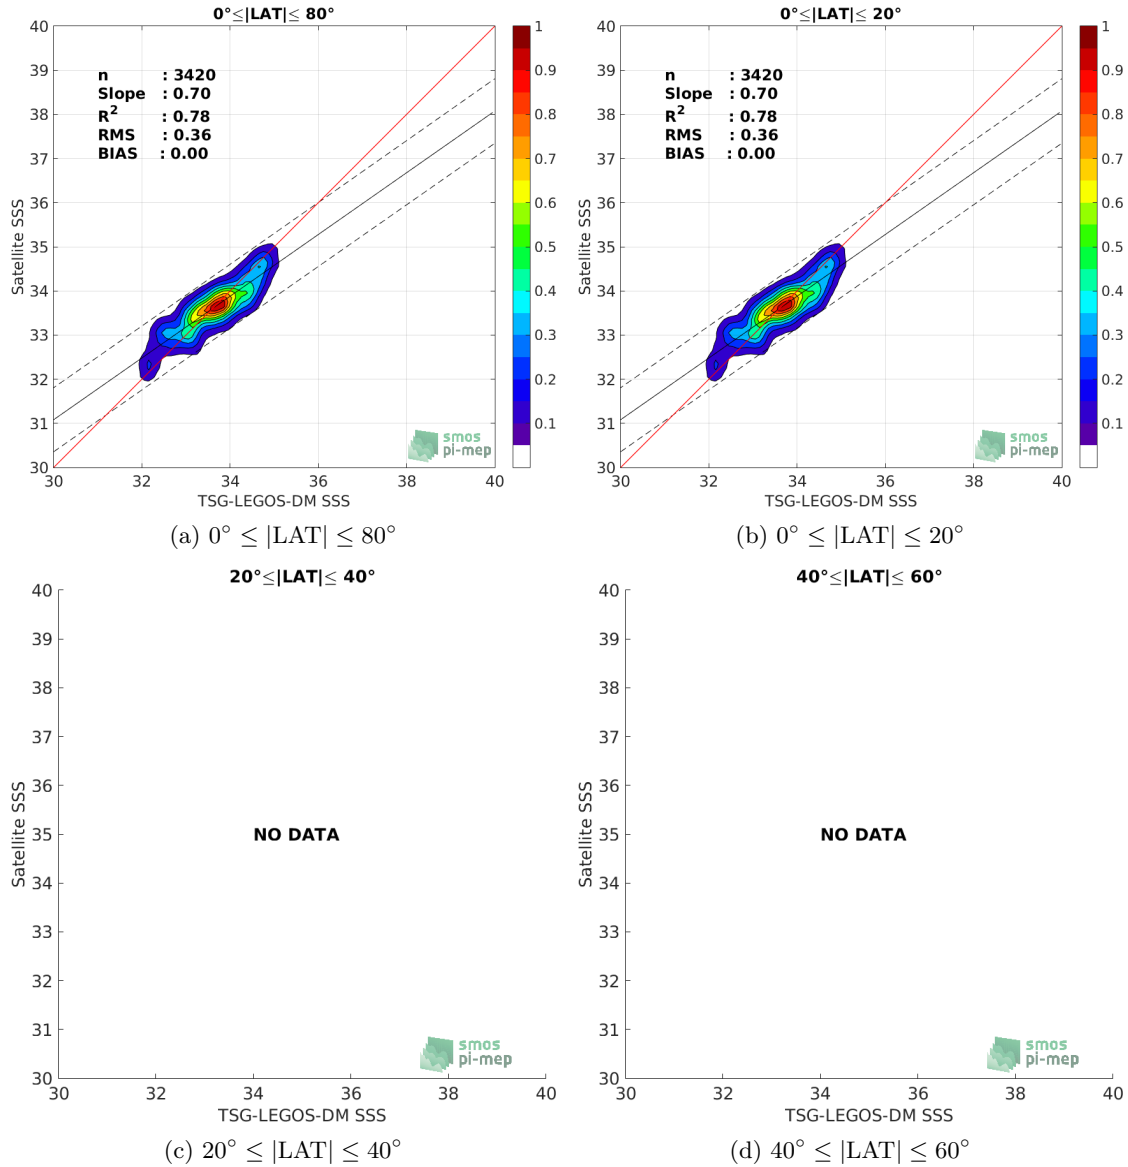 0°≤|LAT|≤ 80°
n : 3420
Slope : 0.70
R² : 0.78
RMS : 0.36
BIAS : 0.00
40
39
38
37
36
35
34
33
32
31
30
Satellite SSS
30 32 34 36 38 40
TSG-LEGOS-DM SSS
1
0.9
0.8
0.7
0.6
0.5
0.4
0.3
0.2
0.1
smos
pi-mep
(a) 0° ≤ |LAT| ≤ 80°
0°≤|LAT|≤ 20°
n : 3420
Slope : 0.70
R² : 0.78
RMS : 0.36
BIAS : 0.00
40
39
38
37
36
35
34
33
32
31
30
Satellite SSS
30 32 34 36 38 40
TSG-LEGOS-DM SSS
1
0.9
0.8
0.7
0.6
0.5
0.4
0.3
0.2
0.1
smos
pi-mep
(b) 0° ≤ |LAT| ≤ 20°
20°≤|LAT|≤ 40°
40
39
38
37
36
35
34
33
32
31
30
Satellite SSS
NO DATA
30 32 34 36 38 40
TSG-LEGOS-DM SSS
smos
pi-mep
(c) 20° ≤ |LAT| ≤ 40°
40°≤|LAT|≤ 60°
40
39
38
37
36
35
34
33
32
31
30
Satellite SSS
NO DATA
30 32 34 36 38 40
TSG-LEGOS-DM SSS
smos
pi-mep
(d) 40° ≤ |LAT| ≤ 60°